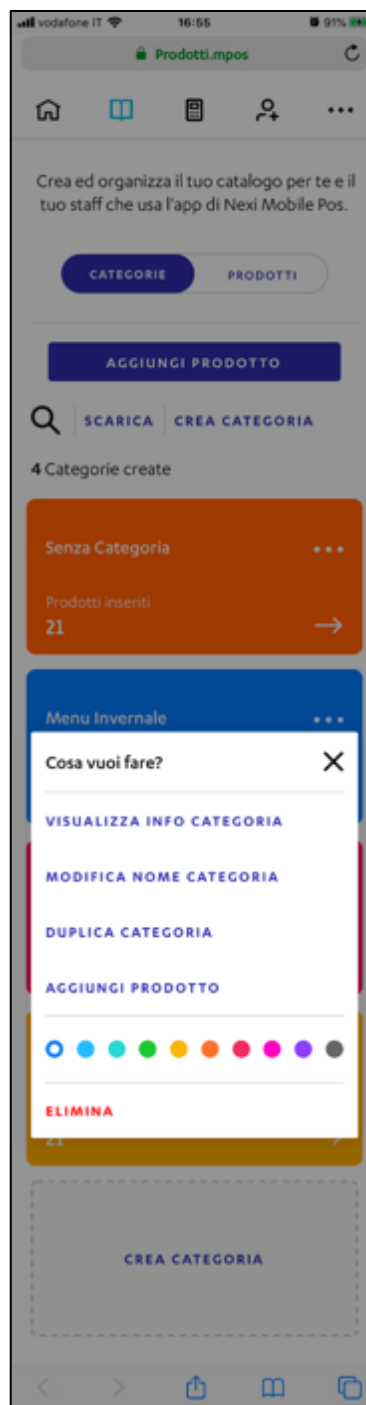 vodafone IT 16:55 91%
Prodotti.mpos
Crea ed organizza il tuo catalogo per te e il
tuo staff che usa l'app di Nexi Mobile Pos.
CATEGORIE PRODOTTI
AGGIUNGI PRODOTTO
SCARICA CREA CATEGORIA
4 Categorie create
Senza Categoria
Prodotti inseriti
21
Menu Invernale
Cosa vuoi fare?
VISUALIZZA INFO CATEGORIA
MODIFICA NOME CATEGORIA
DUPLICA CATEGORIA
AGGIUNGI PRODOTTO
ELIMINA
21
CREA CATEGORIA